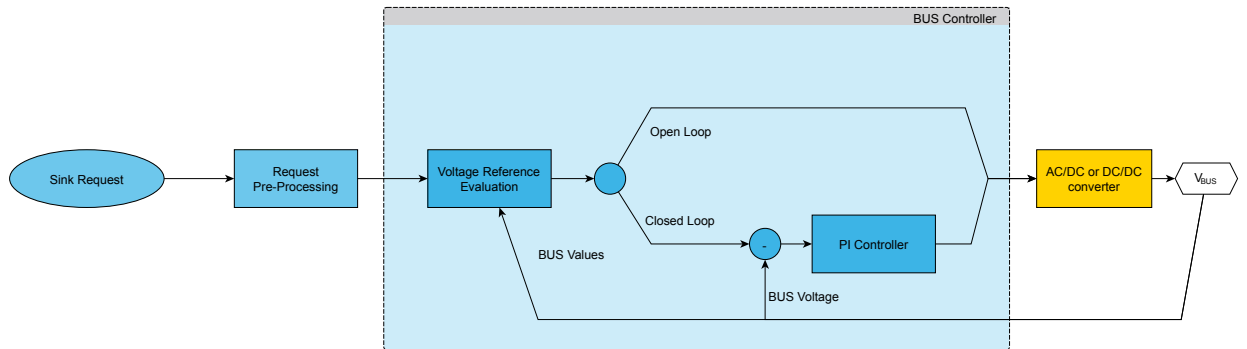 BUS Controller
Open Loop
Sink Request
Request
Pre-Processing
Voltage Reference
Evaluation
AC/DC or DC/DC
converter
VBUS
Closed Loop
-
PI Controller
BUS Values
BUS Voltage